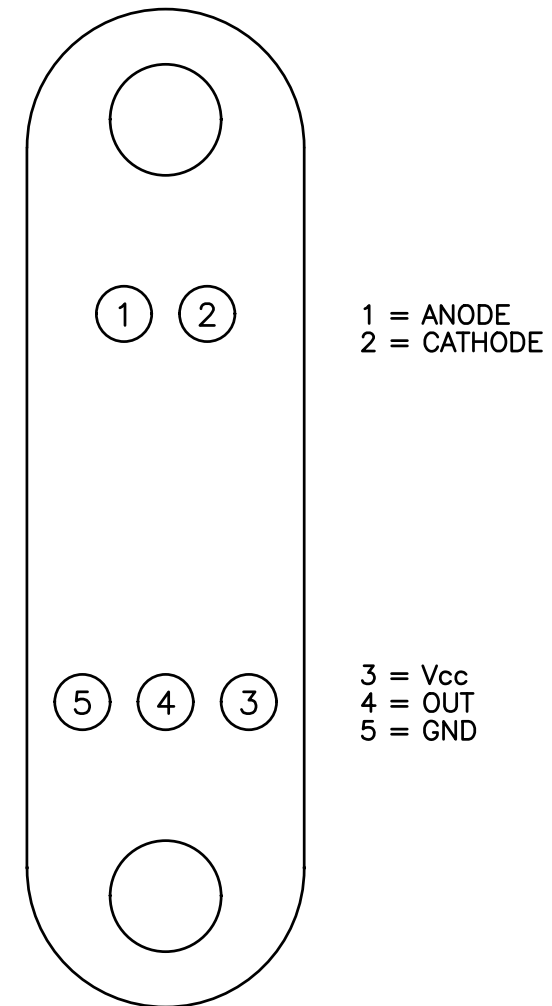 1 2
1 = ANODE
2 = CATHODE
5 4 3
3 = Vcc
4 = OUT
5 = GND